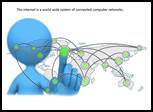 The internet is a world wide system of connected computer networks.